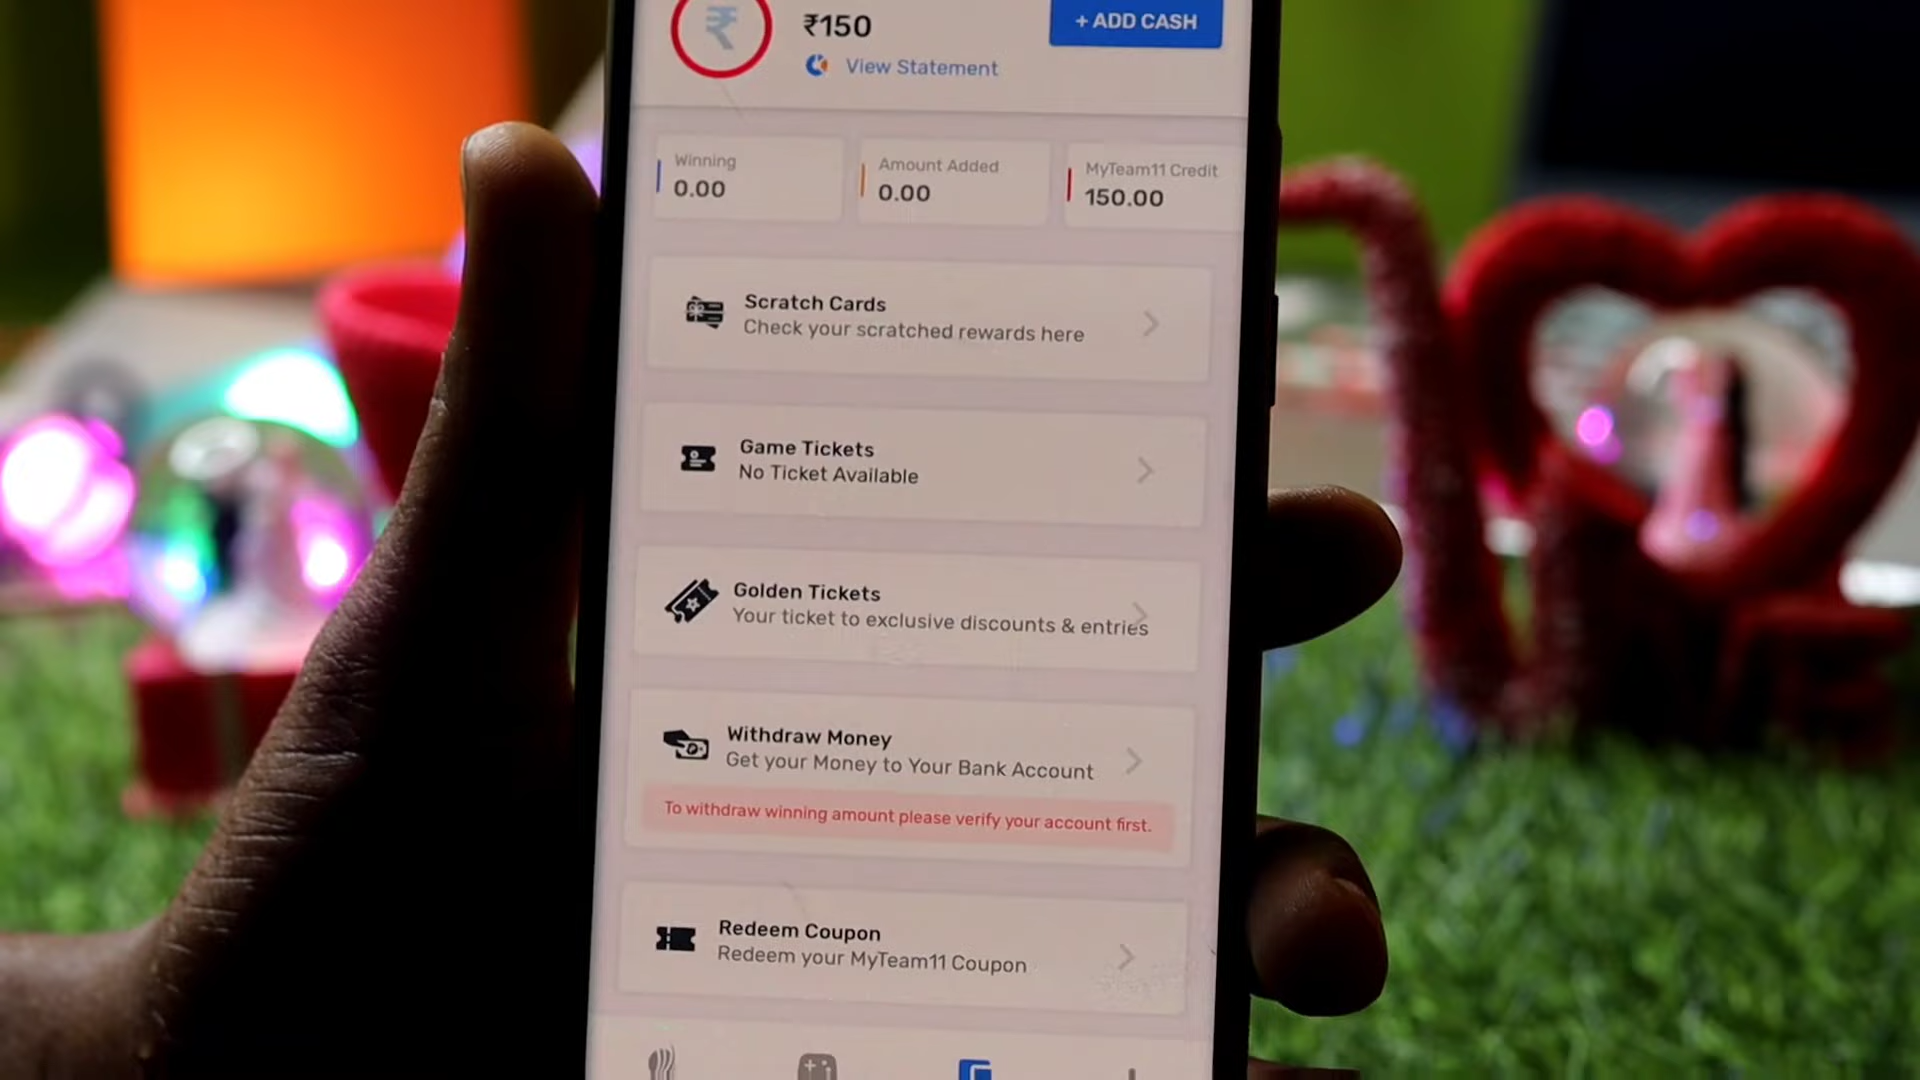 ₹150
+ ADD CASH
View Statement
Winning
0.00
Amount Added
0.00
MyTeam11 Credit
150.00
Scratch Cards
Check your scratched rewards here
Game Tickets
No Ticket Available
Golden Tickets
Your ticket to exclusive discounts & entries
Withdraw Money
Get your Money to Your Bank Account
To withdraw winning amount please verify your account first.
Redeem Coupon
Redeem your MyTeam11 Coupon